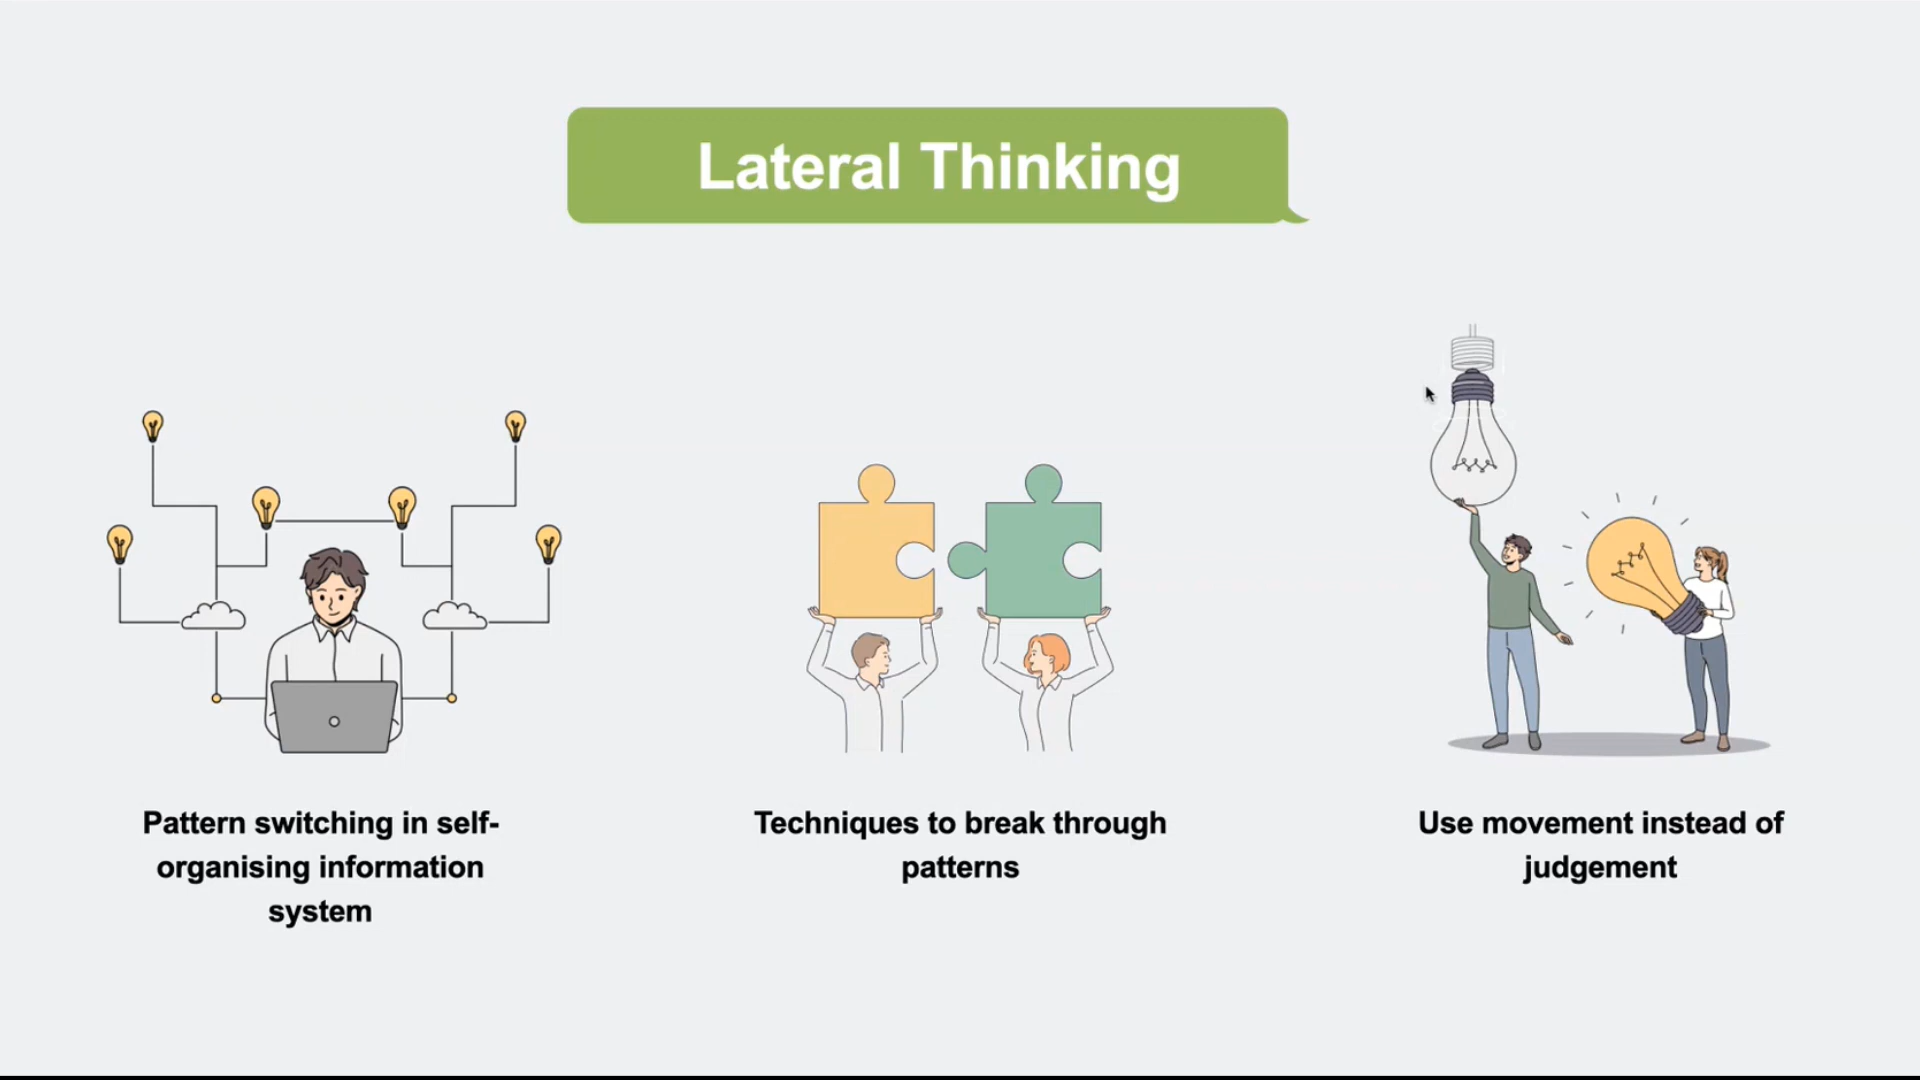 Lateral Thinking
Pattern switching in self-
organising information
system
Techniques to break through
patterns
Use movement instead of
judgement